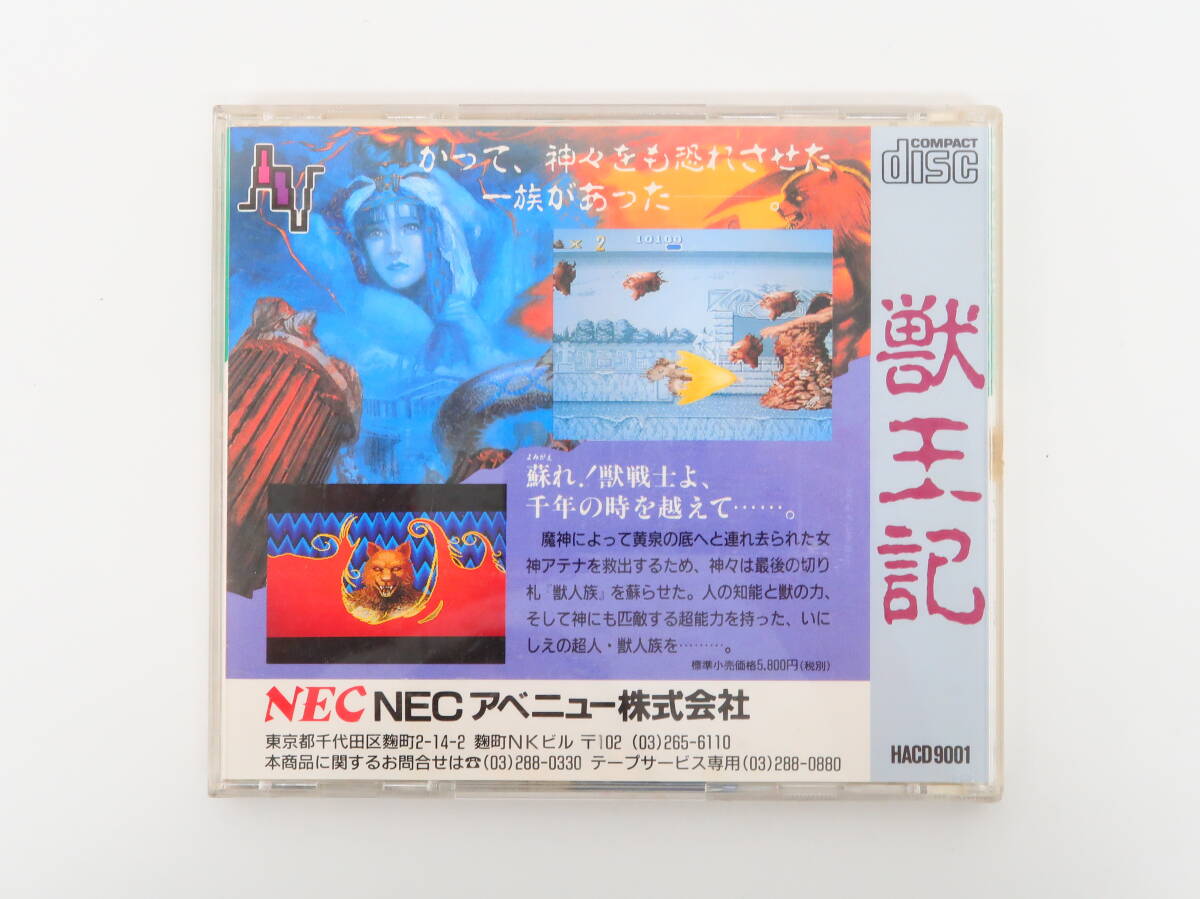 かつて、神々をも恐れさせた
一族があった――。
AV
× 2 10100
よみがえ
蘇れ！獣戦士よ、
千年の時を越えて……。
魔神によって黄泉の底へと連れ去られた女
神アテナを救出するため、神々は最後の切り
札『獣人族』を蘇らせた。人の知能と獣の力、
そして神にも匹敵する超能力を持った、いに
しえの超人・獣人族を………。
標準小売価格5,800円(税別)
NEC NECアベニュー株式会社
東京都千代田区麴町2-14-2 麴町NKビル 〒102 (03)265-6110
本商品に関するお問合せは☎(03)288-0330 テープサービス専用(03)288-0880
COMPACT
disc
獣王記
HACD9001